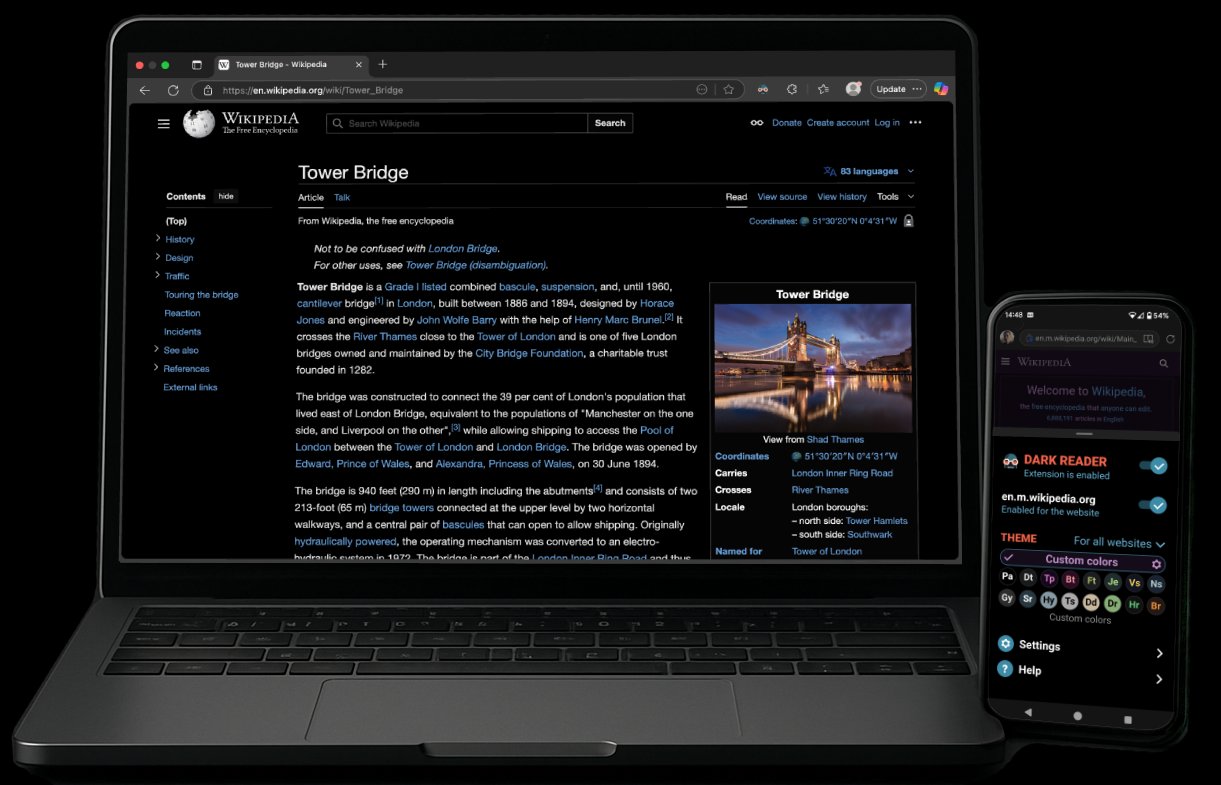 Tower Bridge - Wikipedia
https://en.wikipedia.org/wiki/Tower_Bridge
Update
WIKIPEDIA
The Free Encyclopedia
Search Wikipedia
Search
Donate Create account Log in
Tower Bridge
83 languages
Contents hide
(Top)
History
Design
Traffic
Touring the bridge
Reaction
Incidents
See also
References
External links
Article Talk
Read View source View history Tools
From Wikipedia, the free encyclopedia
Coordinates: 51°30′20″N 0°4′31″W
Not to be confused with London Bridge.
For other uses, see Tower Bridge (disambiguation).
Tower Bridge is a Grade I listed combined bascule, suspension, and, until 1960,
cantilever bridge[1] in London, built between 1886 and 1894, designed by Horace
Jones and engineered by John Wolfe Barry with the help of Henry Marc Brunel.[2] It
crosses the River Thames close to the Tower of London and is one of five London
bridges owned and maintained by the City Bridge Foundation, a charitable trust
founded in 1282.
The bridge was constructed to connect the 39 per cent of London's population that
lived east of London Bridge, equivalent to the populations of "Manchester on the one
side, and Liverpool on the other",[3] while allowing shipping to access the Pool of
London between the Tower of London and London Bridge. The bridge was opened by
Edward, Prince of Wales, and Alexandra, Princess of Wales, on 30 June 1894.
The bridge is 940 feet (290 m) in length including the abutments[4] and consists of two
213-foot (65 m) bridge towers connected at the upper level by two horizontal
walkways, and a central pair of bascules that can open to allow shipping. Originally
hydraulically powered, the operating mechanism was converted to an electro-
hydraulic system in 1972. The bridge is part of the London Inner Ring Road and thus
Tower Bridge
View from Shad Thames
Coordinates 51°30′20″N 0°4′31″W
Carries London Inner Ring Road
Crosses River Thames
Locale London boroughs:
– north side: Tower Hamlets
– south side: Southwark
Named for Tower of London
14:48
54%
en.m.wikipedia.org/wiki/Main_
WIKIPEDIA
Welcome to Wikipedia,
the free encyclopedia that anyone can edit.
articles in English
DARK READER
Extension is enabled
en.m.wikipedia.org
Enabled for the website
THEME For all websites
Custom colors
Pa Dt Tp Bt Ft Je Vs Ns
Gy Sr Hy Ts Dd Dr Hr Br
Custom colors
Settings
Help